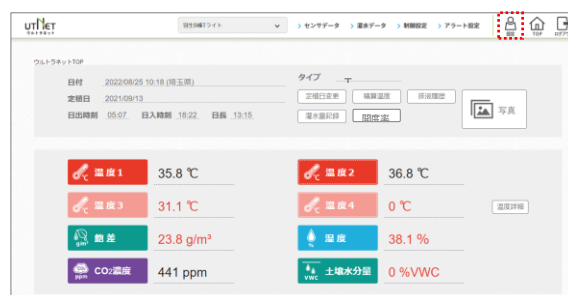 UTNET
ウルトラネット
羽生B棟Tライト
> センサデータ > 灌水データ > 制御設定 > アラート設定
設定 TOP ログアウト
ウルトラネットTOP
日付 2022/08/25 10:18 (埼玉県)
定植日 2021/09/13
日出時刻 05:07 日入時刻 18:22 日長 13:15
タイプ T
定植日変更 積算温度 排液履歴
灌水量記録 開度率
写真
温度1 35.8 ℃
温度2 36.8 ℃
温度3 31.1 ℃
温度4 0 ℃
温度詳細
g/m³ 飽差 23.8 g/m³
% 湿度 38.1 %
ppm CO2濃度 441 ppm
VWC 土壌水分量 0 %VWC